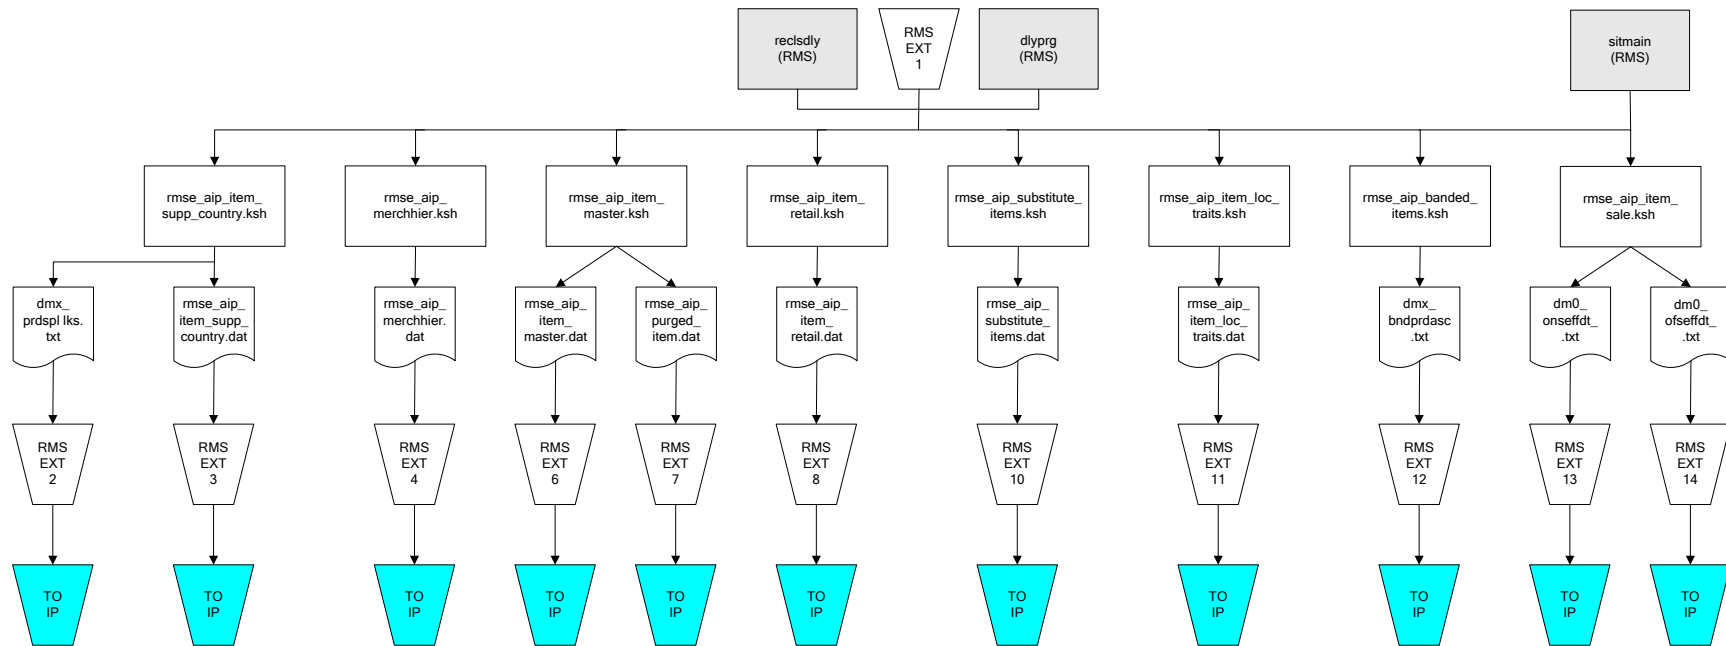 reclsdly
(RMS)
RMS
EXT
1
dlyprg
(RMS)
sitmain
(RMS)
rmse_aip_item_
supp_country.ksh
rmse_aip_
merchhier.ksh
rmse_aip_item_
master.ksh
rmse_aip_item_
retail.ksh
rmse_aip_substitute_
items.ksh
rmse_aip_item_loc_
traits.ksh
rmse_aip_banded_
items.ksh
rmse_aip_item_
sale.ksh
dmx_
prdspl lks.
txt
rmse_aip_
item_supp_
country.dat
rmse_aip_
merchhier.
dat
rmse_aip_
item_
master.dat
rmse_aip_
purged_
item.dat
rmse_aip_
item_
retail.dat
rmse_aip_
substitute_
items.dat
rmse_aip_
item_loc_
traits.dat
dmx_
bndprdasc
.txt
dm0_
onseffdt_
.txt
dm0_
ofseffdt_
.txt
RMS
EXT
2
RMS
EXT
3
RMS
EXT
4
RMS
EXT
6
RMS
EXT
7
RMS
EXT
8
RMS
EXT
10
RMS
EXT
11
RMS
EXT
12
RMS
EXT
13
RMS
EXT
14
TO
IP
TO
IP
TO
IP
TO
IP
TO
IP
TO
IP
TO
IP
TO
IP
TO
IP
TO
IP
TO
IP